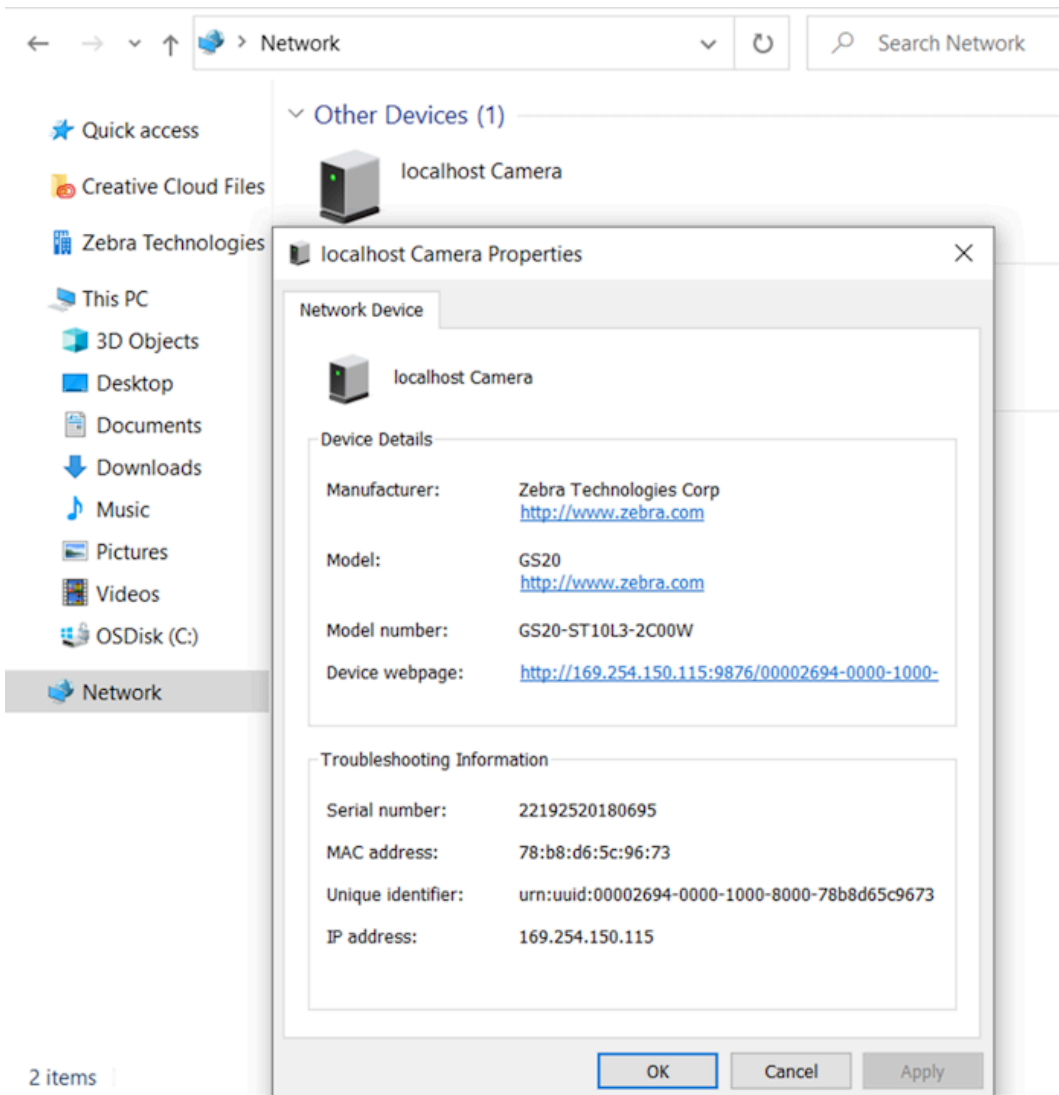 Network
Search Network
Quick access
Creative Cloud Files
Zebra Technologies
This PC
3D Objects
Desktop
Documents
Downloads
Music
Pictures
Videos
OSDisk (C:)
Network
2 items
Other Devices (1)
localhost Camera
localhost Camera Properties
Network Device
localhost Camera
Device Details
Manufacturer: Zebra Technologies Corp
http://www.zebra.com
Model: GS20
http://www.zebra.com
Model number: GS20-ST10L3-2C00W
Device webpage: http://169.254.150.115:9876/00002694-0000-1000-
Troubleshooting Information
Serial number: 22192520180695
MAC address: 78:b8:d6:5c:96:73
Unique identifier: urn:uuid:00002694-0000-1000-8000-78b8d65c9673
IP address: 169.254.150.115
OK Cancel Apply